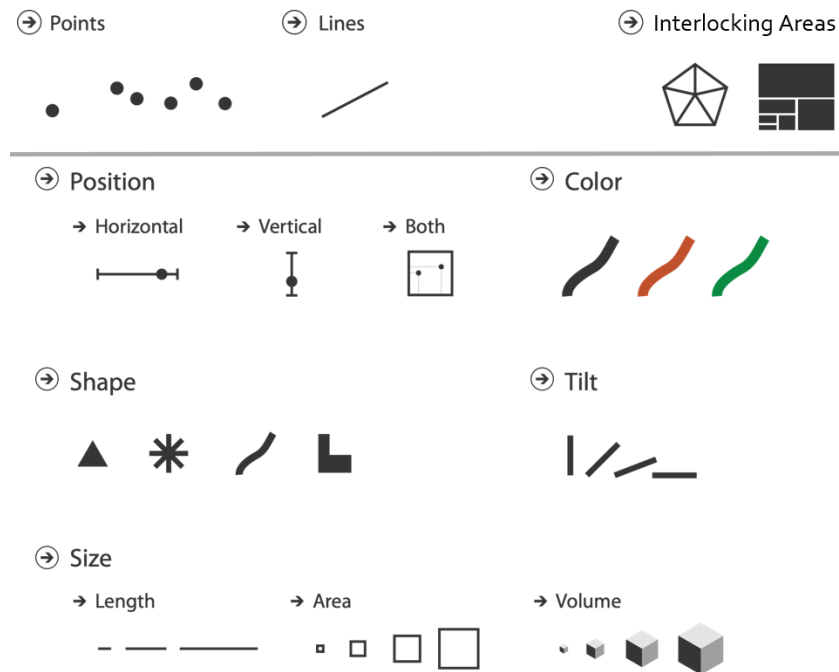 Points
Lines
Interlocking Areas
Position
Color
Horizontal
Vertical
Both
Shape
Tilt
Size
Length
Area
Volume